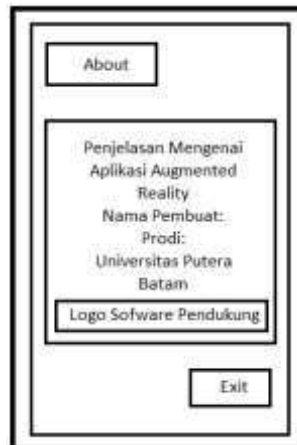 About
Penjelasan Mengenai
Aplikasi Augmented
Reality
Nama Pembuat:
Prodi:
Universitas Putera
Batam
Logo Sofware Pendukung
Exit